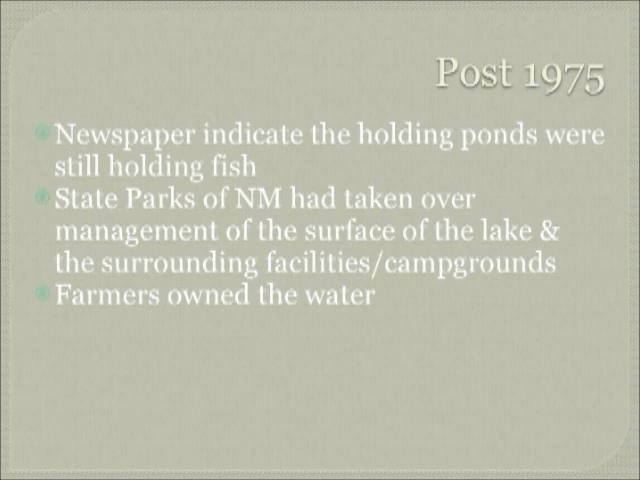 Post 1975
Newspaper indicate the holding ponds were
still holding fish
State Parks of NM had taken over
management of the surface of the lake &
the surrounding facilities/campgrounds
Farmers owned the water